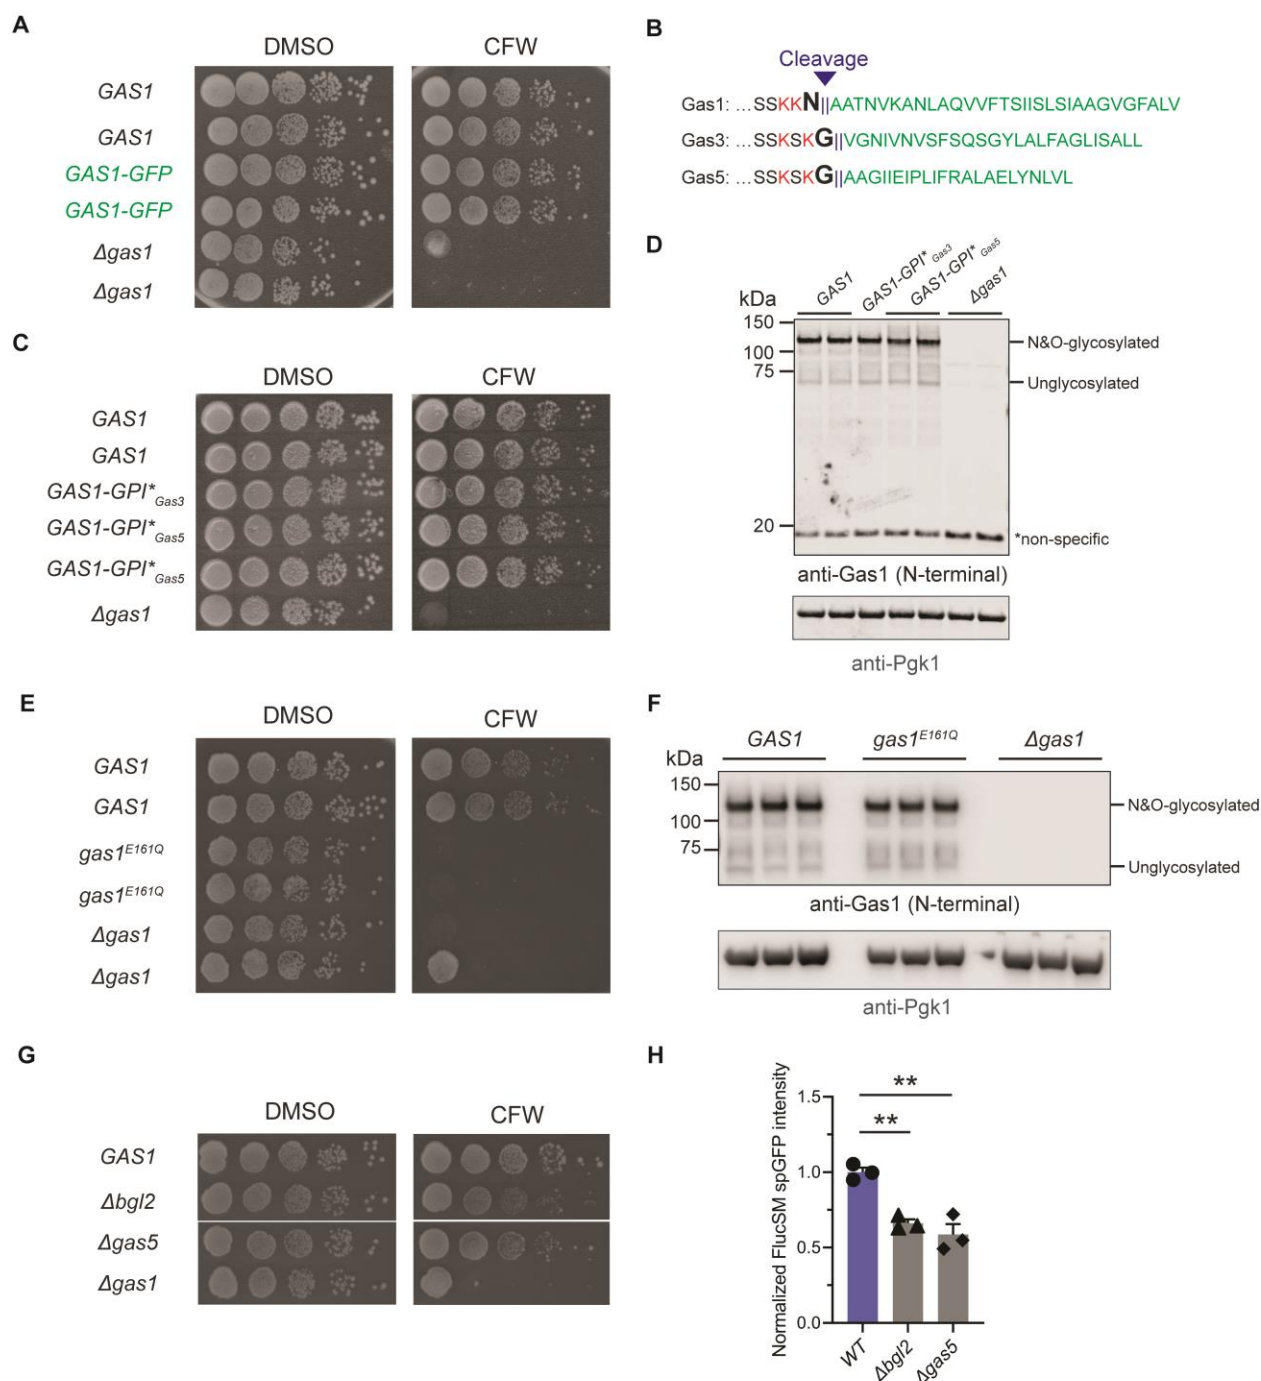 A
DMSO
CFW
GAS1
GAS1
GAS1-GFP
GAS1-GFP
Δgas1
Δgas1
B
Cleavage
Gas1: ...SSKKN||AATNVKANLAQVVFTSIISLSIAAGVGFALV
Gas3: ...SSKSKG||VGNIVNVSFSQSGYLALFAGLISALL
Gas5: ...SSKSKG||AAGIIEIPLIFRALAELYNLVL
C
DMSO
CFW
GAS1
GAS1
GAS1-GPI*Gas3
GAS1-GPI*Gas5
GAS1-GPI*Gas5
Δgas1
D
kDa
GAS1
GAS1-GPI*Gas3
GAS1-GPI*Gas5
Δgas1
150
100
75
20
N&O-glycosylated
Unglycosylated
*non-specific
anti-Gas1 (N-terminal)
anti-Pgk1
E
DMSO
CFW
GAS1
GAS1
gas1E161Q
gas1E161Q
Δgas1
Δgas1
F
GAS1
gas1E161Q
Δgas1
kDa
150
100
75
N&O-glycosylated
Unglycosylated
anti-Gas1 (N-terminal)
anti-Pgk1
G
DMSO
CFW
GAS1
Δbgl2
Δgas5
Δgas1
H
Normalized FlucSM spGFP intensity
1.5
1.0
0.5
0.0
**
**
WT
Δbgl2
Δgas5